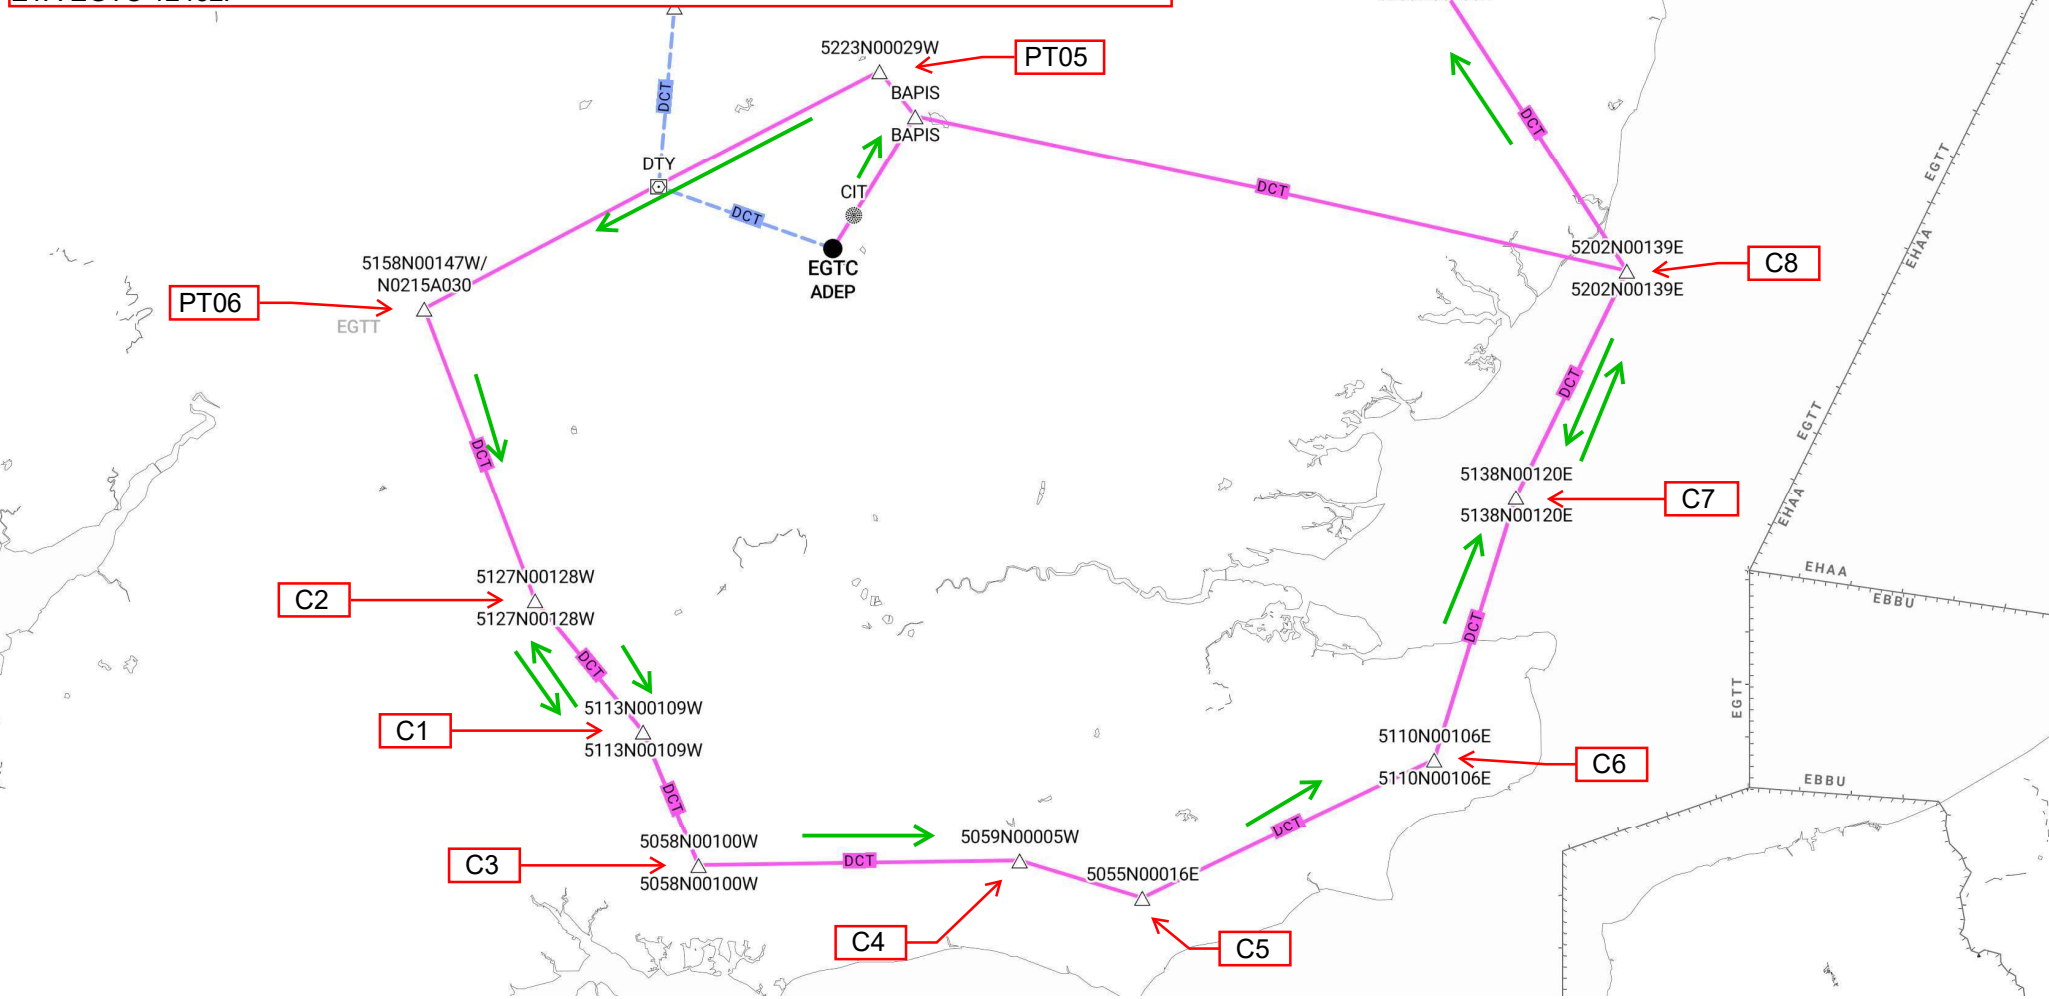 5223N00029W
PT05
DCT
BAPIS
BAPIS
DCT
DTY
CIT
DCT
DCT
EGTC
ADEP
5202N00139E
5202N00139E
C8
5158N00147W/
N0215A030
PT06
EGTT
EGTT
EHAA
DCT
DCT
EGTT
EHAA
5138N00120E
5138N00120E
C7
EHAA
EBBU
5127N00128W
5127N00128W
C2
DCT
DCT
EGTT
5113N00109W
5113N00109W
C1
5110N00106E
5110N00106E
C6
EBBU
DCT
5058N00100W
5058N00100W
C3
DCT
5059N00005W
C4
5055N00016E
C5
DCT